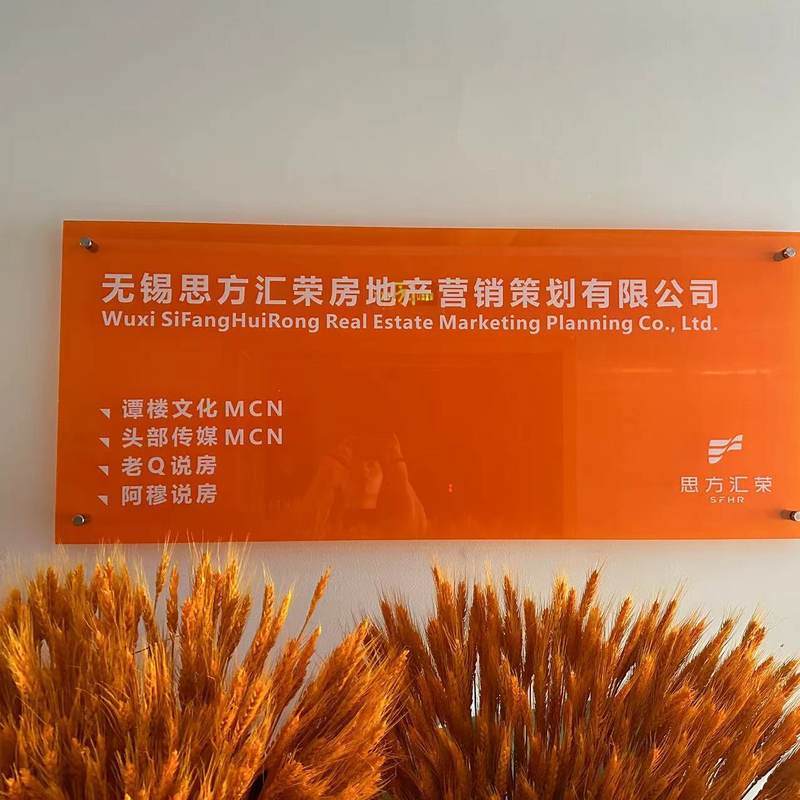 无锡思方汇荣房地产营销策划有限公司
Wuxi SiFangHuiRong Real Estate Marketing Planning Co., Ltd.
谭楼文化MCN
头部传媒MCN
老Q说房
阿穆说房
思方汇荣
SFHR